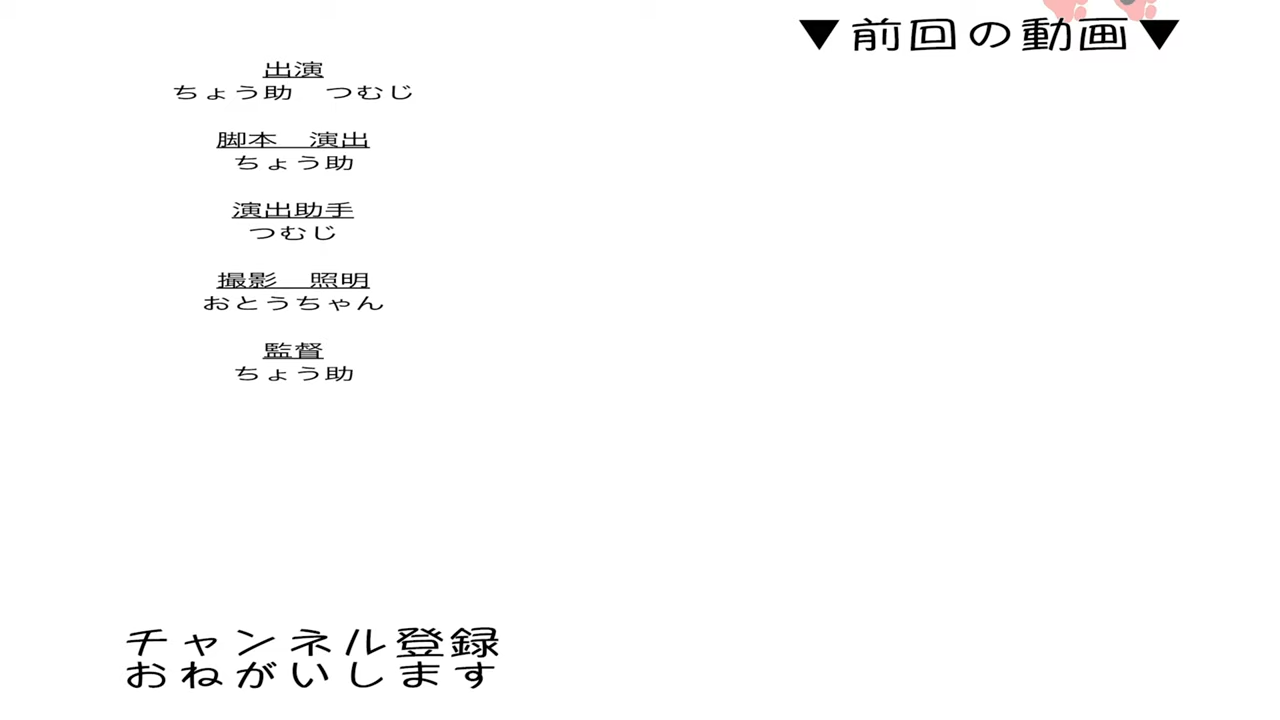 ▼前回の動画▼
出演
ちょう助　つむじ
脚本　演出
ちょう助
演出助手
つむじ
撮影　照明
おとうちゃん
監督
ちょう助
チャンネル登録
おねがいします